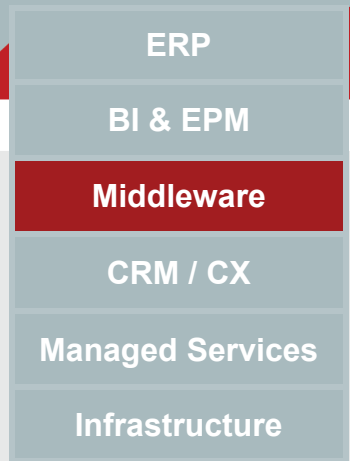 ERP
BI & EPM
Middleware
CRM / CX
Managed Services
Infrastructure